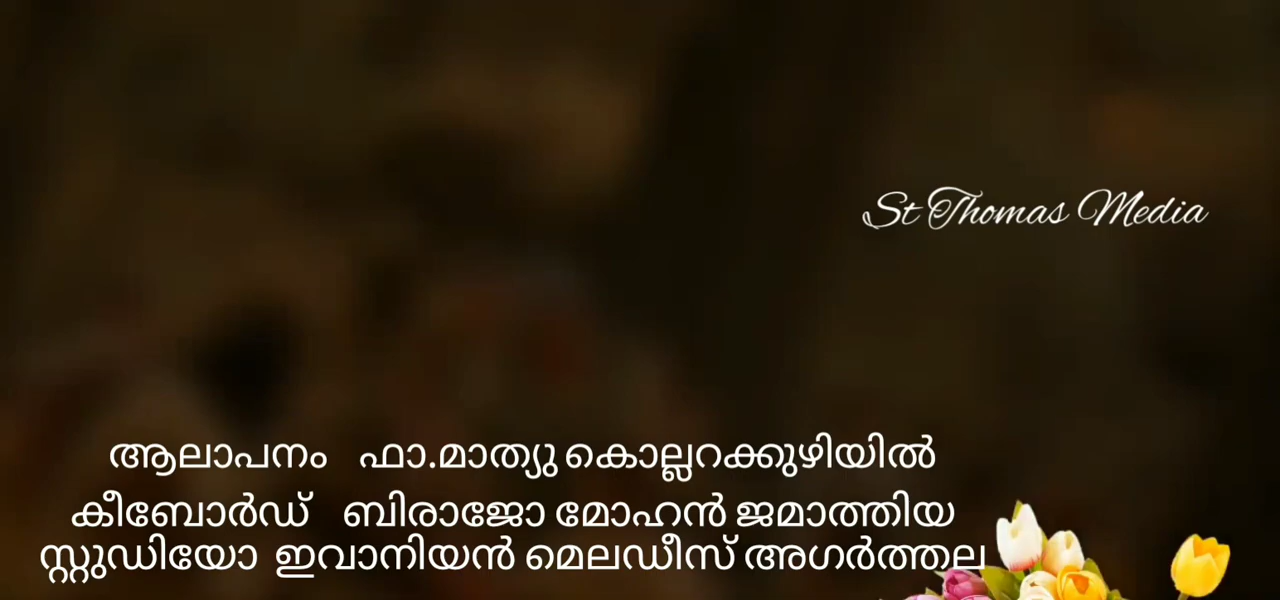 St Thomas Media
ആലാപനം ഫാ.മാത്യു കൊല്ലറക്കുഴിയിൽ
കീബോർഡ് ബിരാജോ മോഹൻ ജമാത്തിയ
സ്റ്റുഡിയോ ഇവാനിയൻ മെലഡീസ് അഗർത്തല